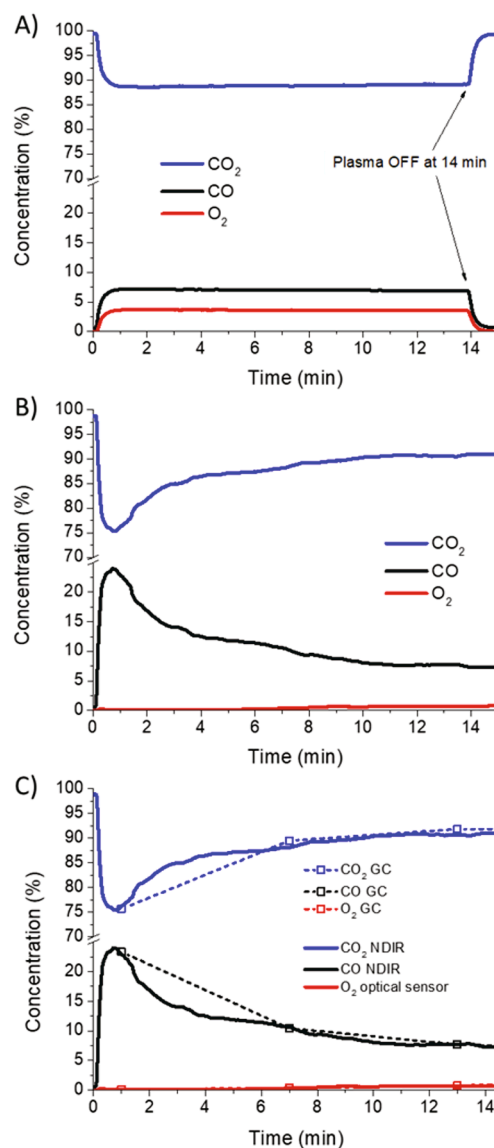 A)
100
95
90
85
80
75
70
20
15
10
5
0
Concentration (%)
CO₂
CO
O₂
Plasma OFF at 14 min
0 2 4 6 8 10 12 14
Time (min)
B)
100
95
90
85
80
75
70
20
15
10
5
0
Concentration (%)
CO₂
CO
O₂
0 2 4 6 8 10 12 14
Time (min)
C)
100
95
90
85
80
75
70
20
15
10
5
0
Concentration (%)
CO₂ GC
CO GC
O₂ GC
CO₂ NDIR
CO NDIR
O₂ optical sensor
0 2 4 6 8 10 12 14
Time (min)